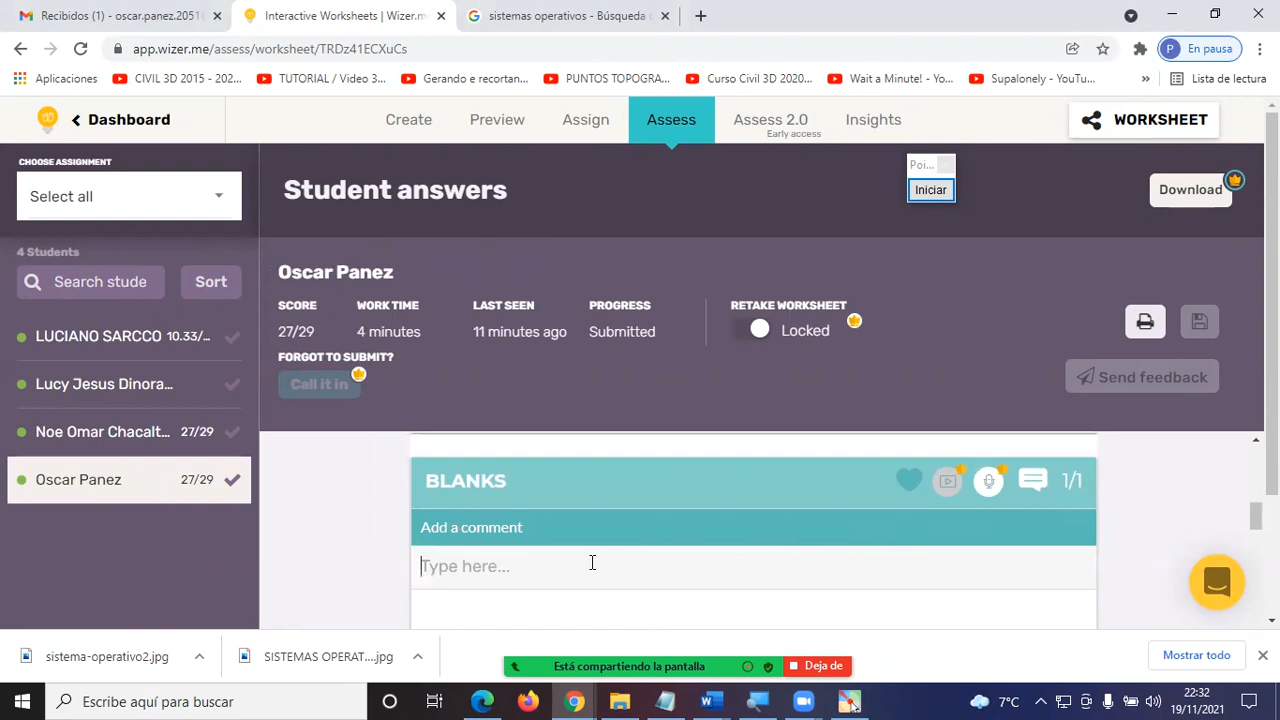 Recibidos (1) - oscar.panez.2051
Interactive Worksheets | Wizer.m
sistemas operativos - Búsqueda
app.wizer.me/assess/worksheet/TRDz41ECXuCs
P En pausa
Aplicaciones
CIVIL 3D 2015 - 202...
TUTORIAL / Video 3...
Gerando e recortan...
PUNTOS TOPOGRA...
Curso Civil 3D 2020...
Wait a Minute! - Yo...
Supalonely - YouTu...
»
Lista de lectura
Dashboard
Create
Preview
Assign
Assess
Assess 2.0
Early access
Insights
WORKSHEET
CHOOSE ASSIGNMENT
Select all
Student answers
Poi...
Iniciar
Download
4 Students
Search stude
Sort
LUCIANO SARCCO 10.33/...
Lucy Jesus Dinora...
Noe Omar Chacalt... 27/29
Oscar Panez 27/29
Oscar Panez
SCORE
WORK TIME
LAST SEEN
PROGRESS
RETAKE WORKSHEET
27/29
4 minutes
11 minutes ago
Submitted
Locked
FORGOT TO SUBMIT?
Call it in
Send feedback
BLANKS
1/1
Add a comment
Type here...
sistema-operativo2.jpg
SISTEMAS OPERAT....jpg
Está compartiendo la pantalla
Deja de
Mostrar todo
Escribe aquí para buscar
7°C
22:32
19/11/2021